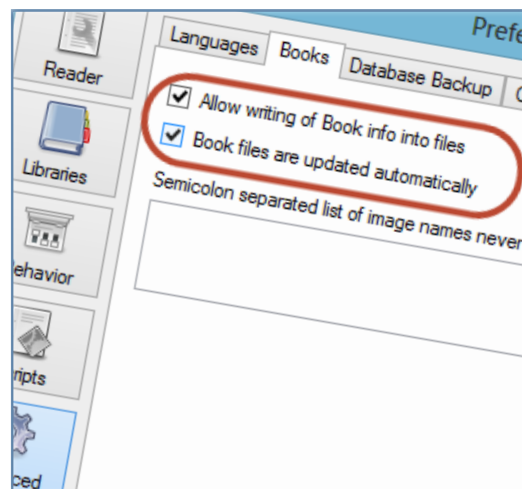 Prefe
Languages Books Database Backup
Reader
Allow writing of Book info into files
Book files are updated automatically
Libraries
Semicolon separated list of image names never
ehavior
ripts
ced